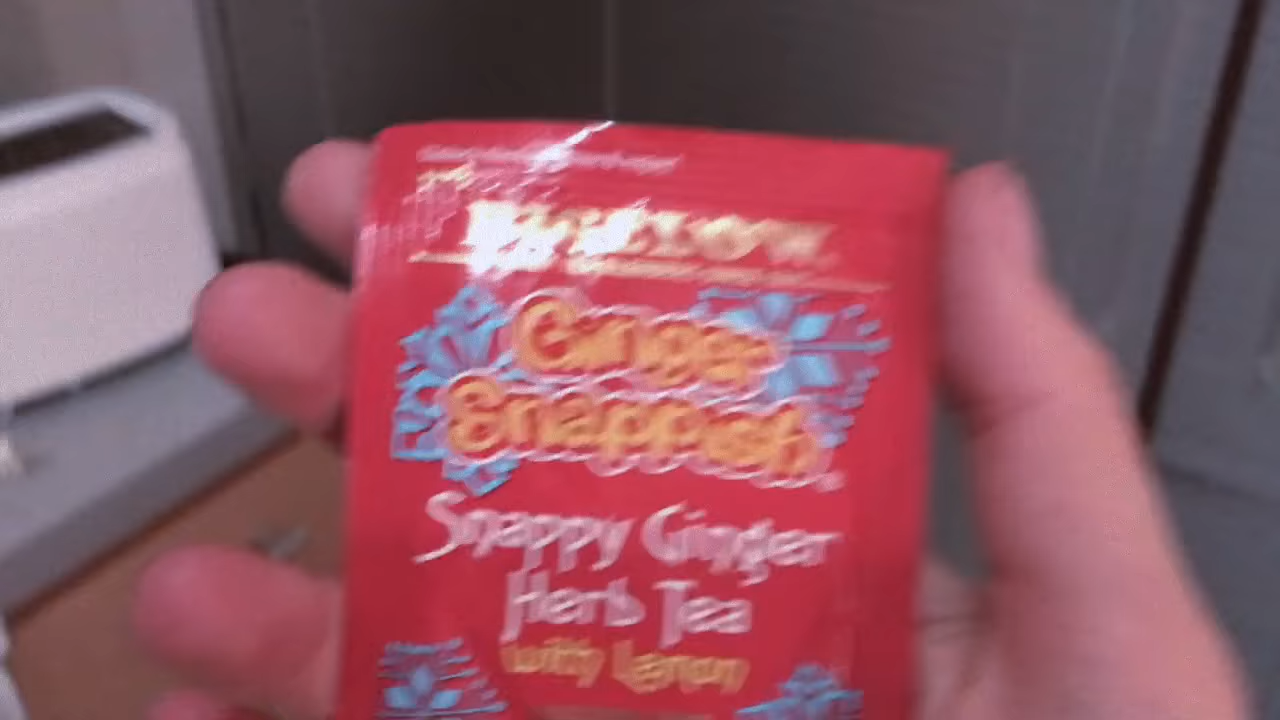 Bigelow
Ginger
Snappish
Snappy Ginger
Herb Tea
with Lemon